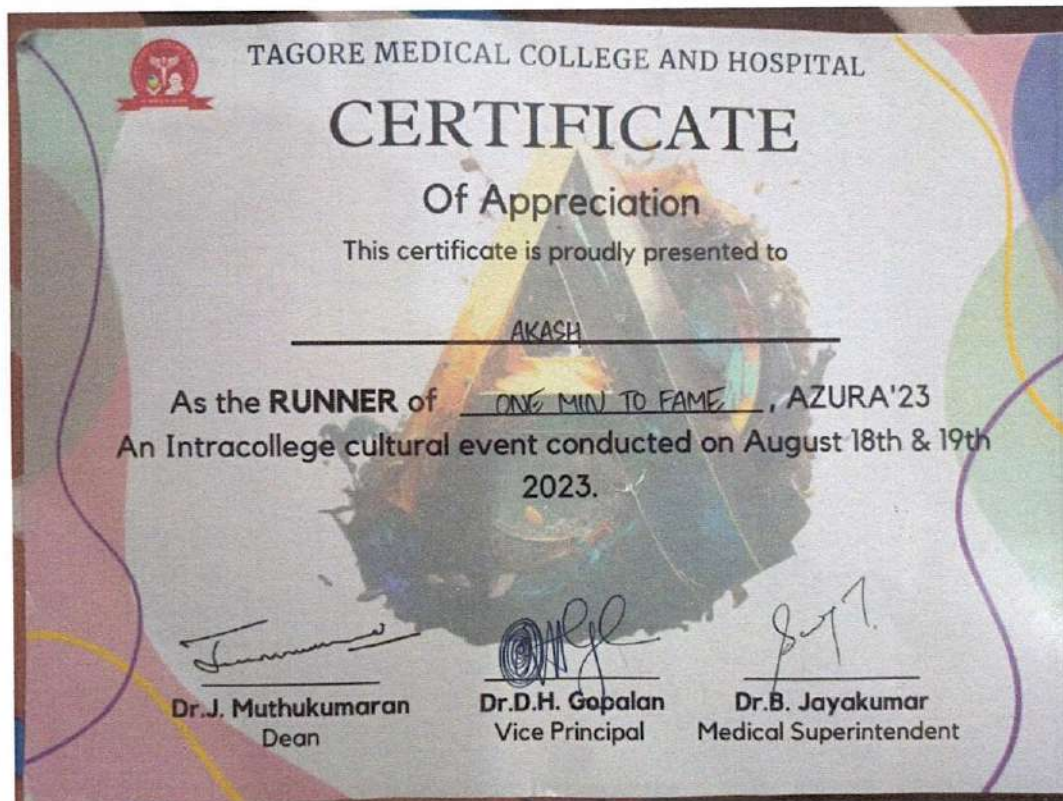 TAGORE MEDICAL COLLEGE AND HOSPITAL
CERTIFICATE
Of Appreciation
This certificate is proudly presented to
AKASH
As the RUNNER of ONE MIN TO FAME, AZURA'23
An Intracollege cultural event conducted on August 18th & 19th
2023.
Dr.J. Muthukumaran
Dean
Dr.D.H. Gopalan
Vice Principal
Dr.B. Jayakumar
Medical Superintendent